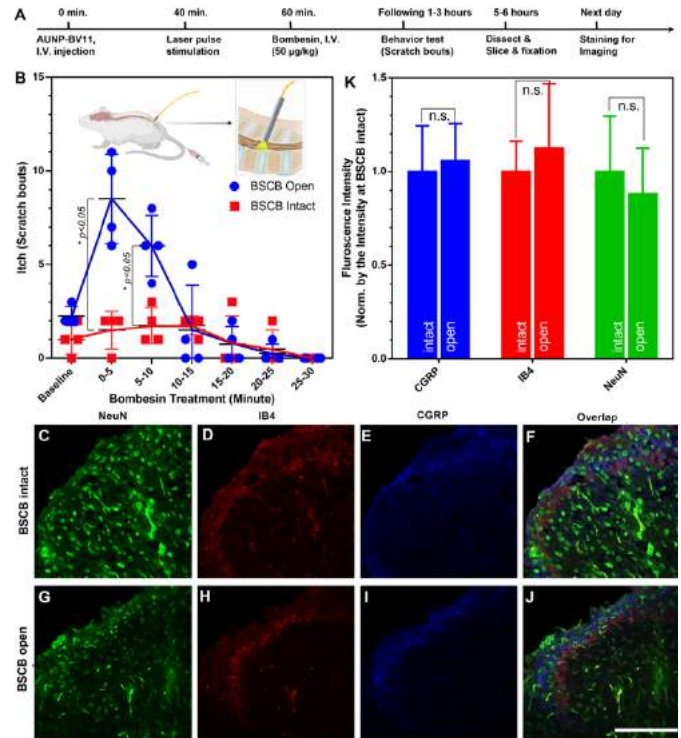 A
0 min.
40 min.
60 min.
Following 1-3 hours
5-6 hours
Next day
AUNP-BV11,
I.V. injection
Laser pulse
stimulation
Bombesin, I.V.
(50 µg/kg)
Behavior test
(Scratch bouts)
Dissect &
Slice & fixation
Staining for
Imaging
B
Itch (Scratch bouts)
15
10
5
0
BSCB Open
BSCB Intact
* p<0.05
* p<0.05
Baseline
0-5
5-10
10-15
15-20
20-25
25-30
Bombesin Treatment (Minute)
K
Fluroscence Intensity
(Norm. by the Intensity at BSCB intact)
1.5
1.0
0.5
0.0
n.s.
n.s.
n.s.
intact
open
intact
open
intact
open
CGRP
IB4
NeuN
NeuN
IB4
CGRP
Overlap
BSCB intact
C
D
E
F
BSCB open
G
H
I
J